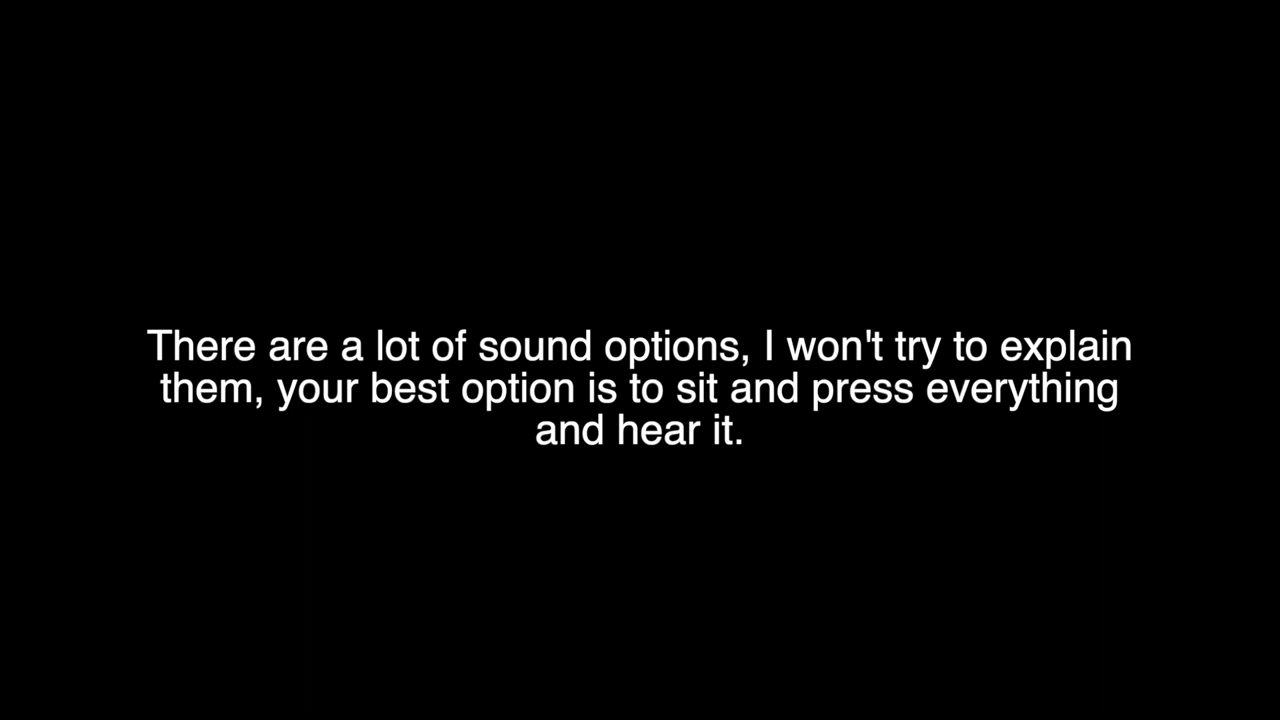 There are a lot of sound options, I won't try to explain
them, your best option is to sit and press everything
and hear it.